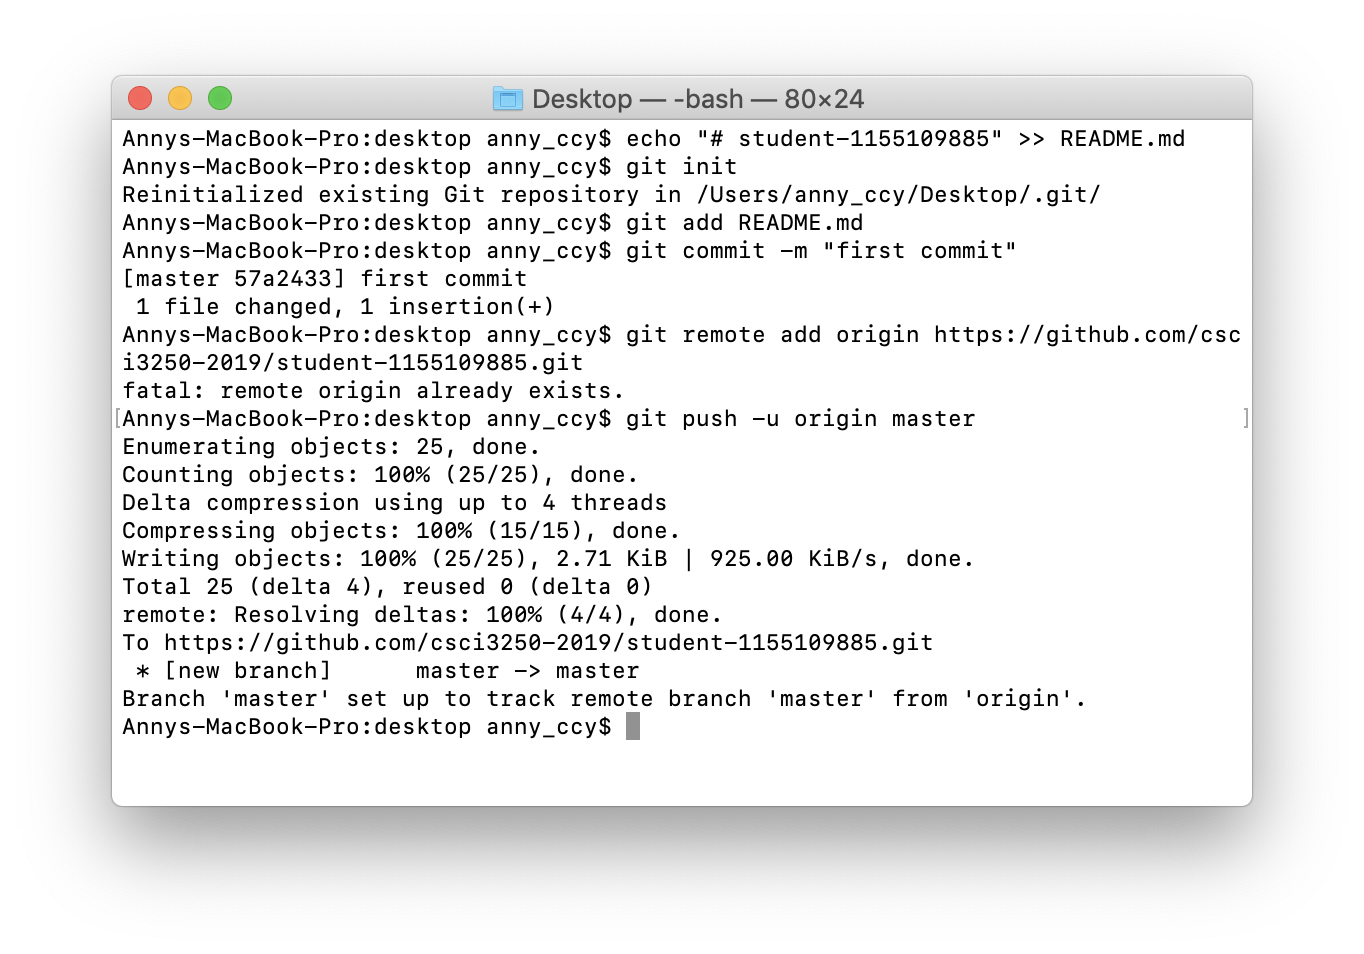 Desktop — -bash — 80×24
Annys-MacBook-Pro:desktop anny_ccy$ echo "# student-1155109885" >> README.md
Annys-MacBook-Pro:desktop anny_ccy$ git init
Reinitialized existing Git repository in /Users/anny_ccy/Desktop/.git/
Annys-MacBook-Pro:desktop anny_ccy$ git add README.md
Annys-MacBook-Pro:desktop anny_ccy$ git commit -m "first commit"
[master 57a2433] first commit
 1 file changed, 1 insertion(+)
Annys-MacBook-Pro:desktop anny_ccy$ git remote add origin https://github.com/csc
i3250-2019/student-1155109885.git
fatal: remote origin already exists.
[Annys-MacBook-Pro:desktop anny_ccy$ git push -u origin master ]
Enumerating objects: 25, done.
Counting objects: 100% (25/25), done.
Delta compression using up to 4 threads
Compressing objects: 100% (15/15), done.
Writing objects: 100% (25/25), 2.71 KiB | 925.00 KiB/s, done.
Total 25 (delta 4), reused 0 (delta 0)
remote: Resolving deltas: 100% (4/4), done.
To https://github.com/csci3250-2019/student-1155109885.git
 * [new branch]      master -> master
Branch 'master' set up to track remote branch 'master' from 'origin'.
Annys-MacBook-Pro:desktop anny_ccy$